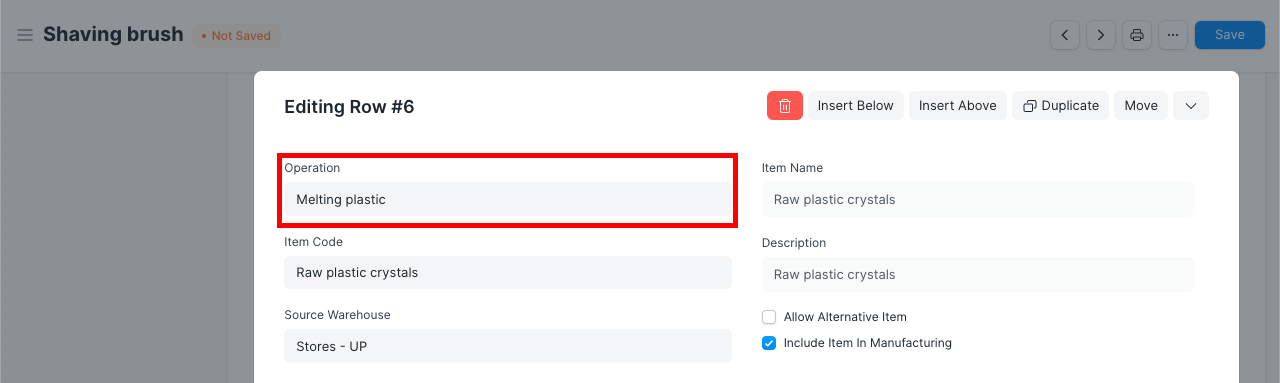 Shaving brush
• Not Saved
Save
Editing Row #6
Insert Below
Insert Above
Duplicate
Move
Operation
Melting plastic
Item Name
Raw plastic crystals
Item Code
Raw plastic crystals
Description
Raw plastic crystals
Source Warehouse
Stores - UP
Allow Alternative Item
Include Item In Manufacturing